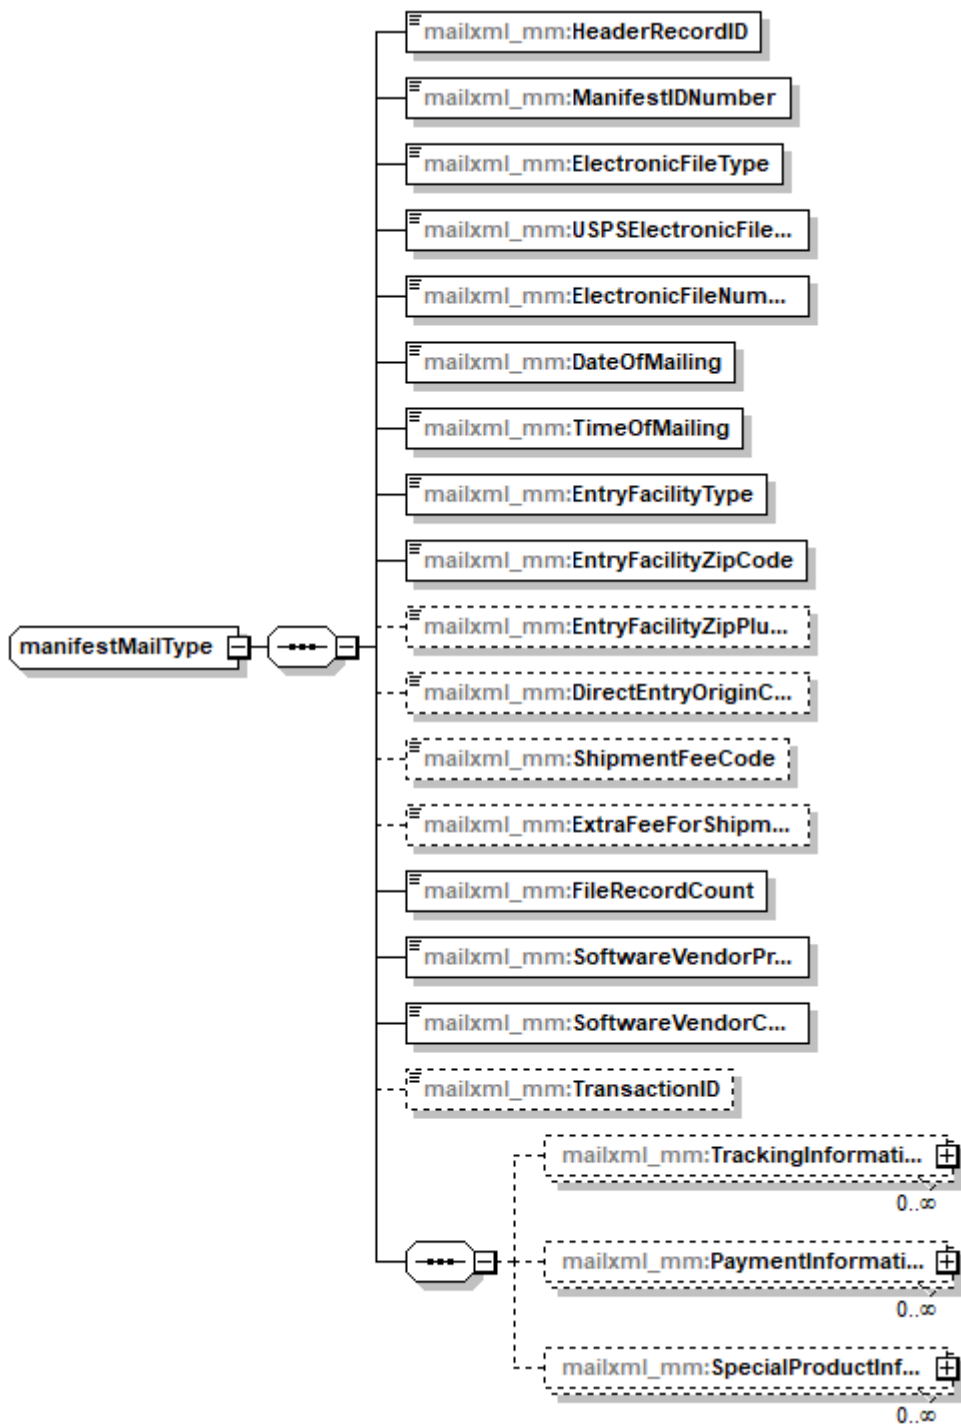 mailxml_mm:HeaderRecordID
mailxml_mm:ManifestIDNumber
mailxml_mm:ElectronicFileType
mailxml_mm:USPSElectronicFile...
mailxml_mm:ElectronicFileNum...
mailxml_mm:DateOfMailing
mailxml_mm:TimeOfMailing
mailxml_mm:EntryFacilityType
mailxml_mm:EntryFacilityZipCode
mailxml_mm:EntryFacilityZipPlu...
manifestMailType
mailxml_mm:DirectEntryOriginC...
mailxml_mm:ShipmentFeeCode
mailxml_mm:ExtraFeeForShipm...
mailxml_mm:FileRecordCount
mailxml_mm:SoftwareVendorPr...
mailxml_mm:SoftwareVendorC...
mailxml_mm:TransactionID
mailxml_mm:TrackingInformati...
0..∞
mailxml_mm:PaymentInformati...
0..∞
mailxml_mm:SpecialProductInf...
0..∞